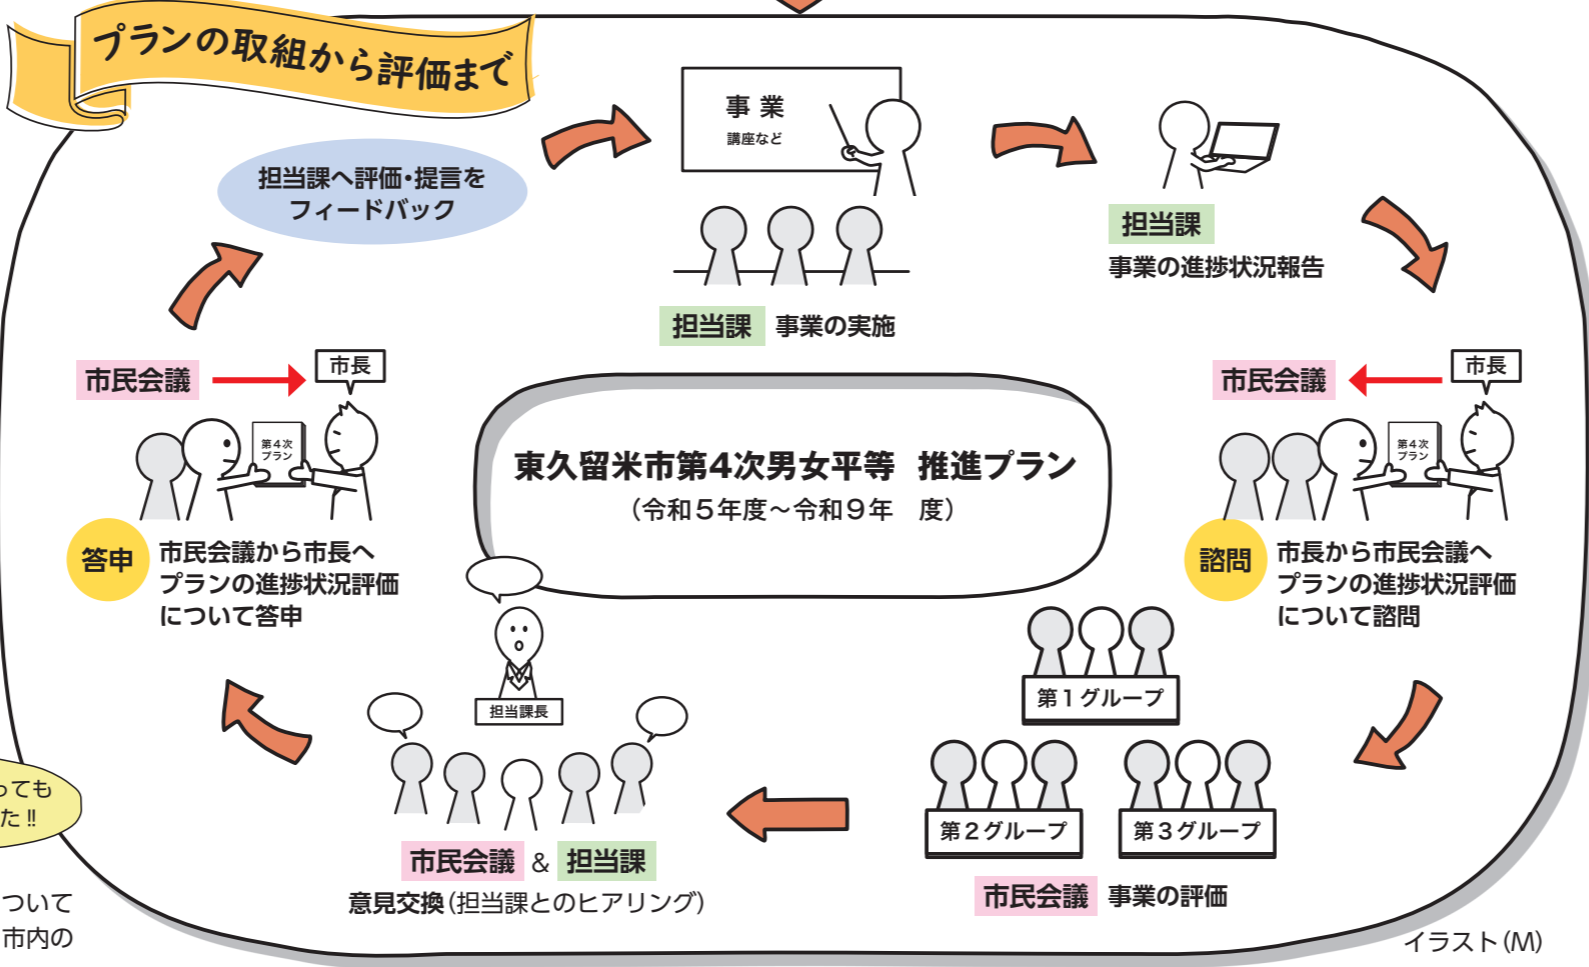 プランの取組から評価まで
事業
講座など
担当課 事業の実施
担当課
事業の進捗状況報告
市長
市民会議
第4次
プラン
諮問
市長から市民会議へ
プランの進捗状況評価
について諮問
第1グループ
第2グループ
第3グループ
市民会議 事業の評価
担当課長
市民会議 & 担当課
意見交換(担当課とのヒアリング)
市民会議
市長
第4次
プラン
答申
市民会議から市長へ
プランの進捗状況評価
について答申
担当課へ評価・提言を
フィードバック
東久留米市第4次男女平等 推進プラン
(令和5年度〜令和9年 度)
っても
た!!
ついて
市内の
イラスト(M)